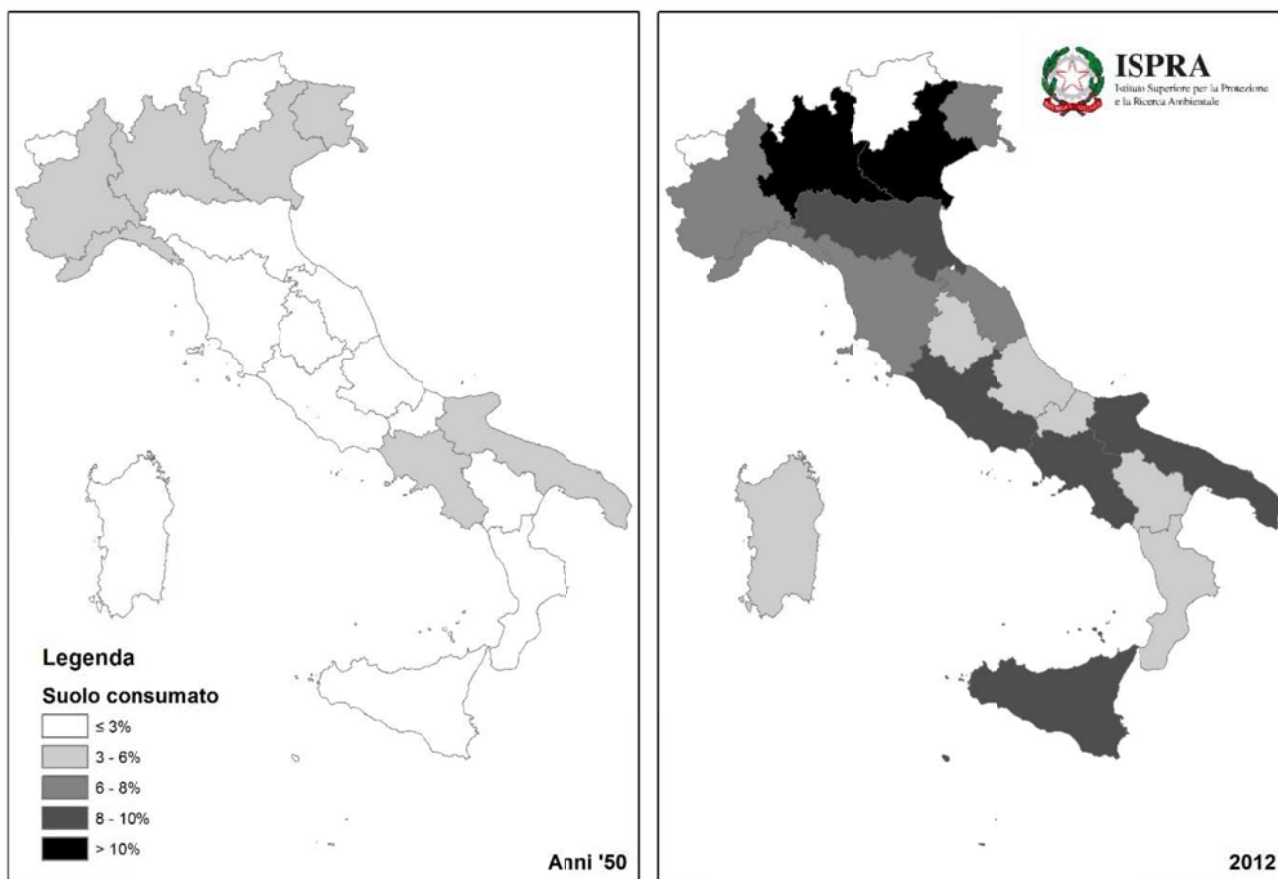 Legenda
Suolo consumato
≤ 3%
3 - 6%
6 - 8%
8 - 10%
> 10%
Anni '50
ISPRA
Istituto Superiore per la Protezione
e la Ricerca Ambientale
2012